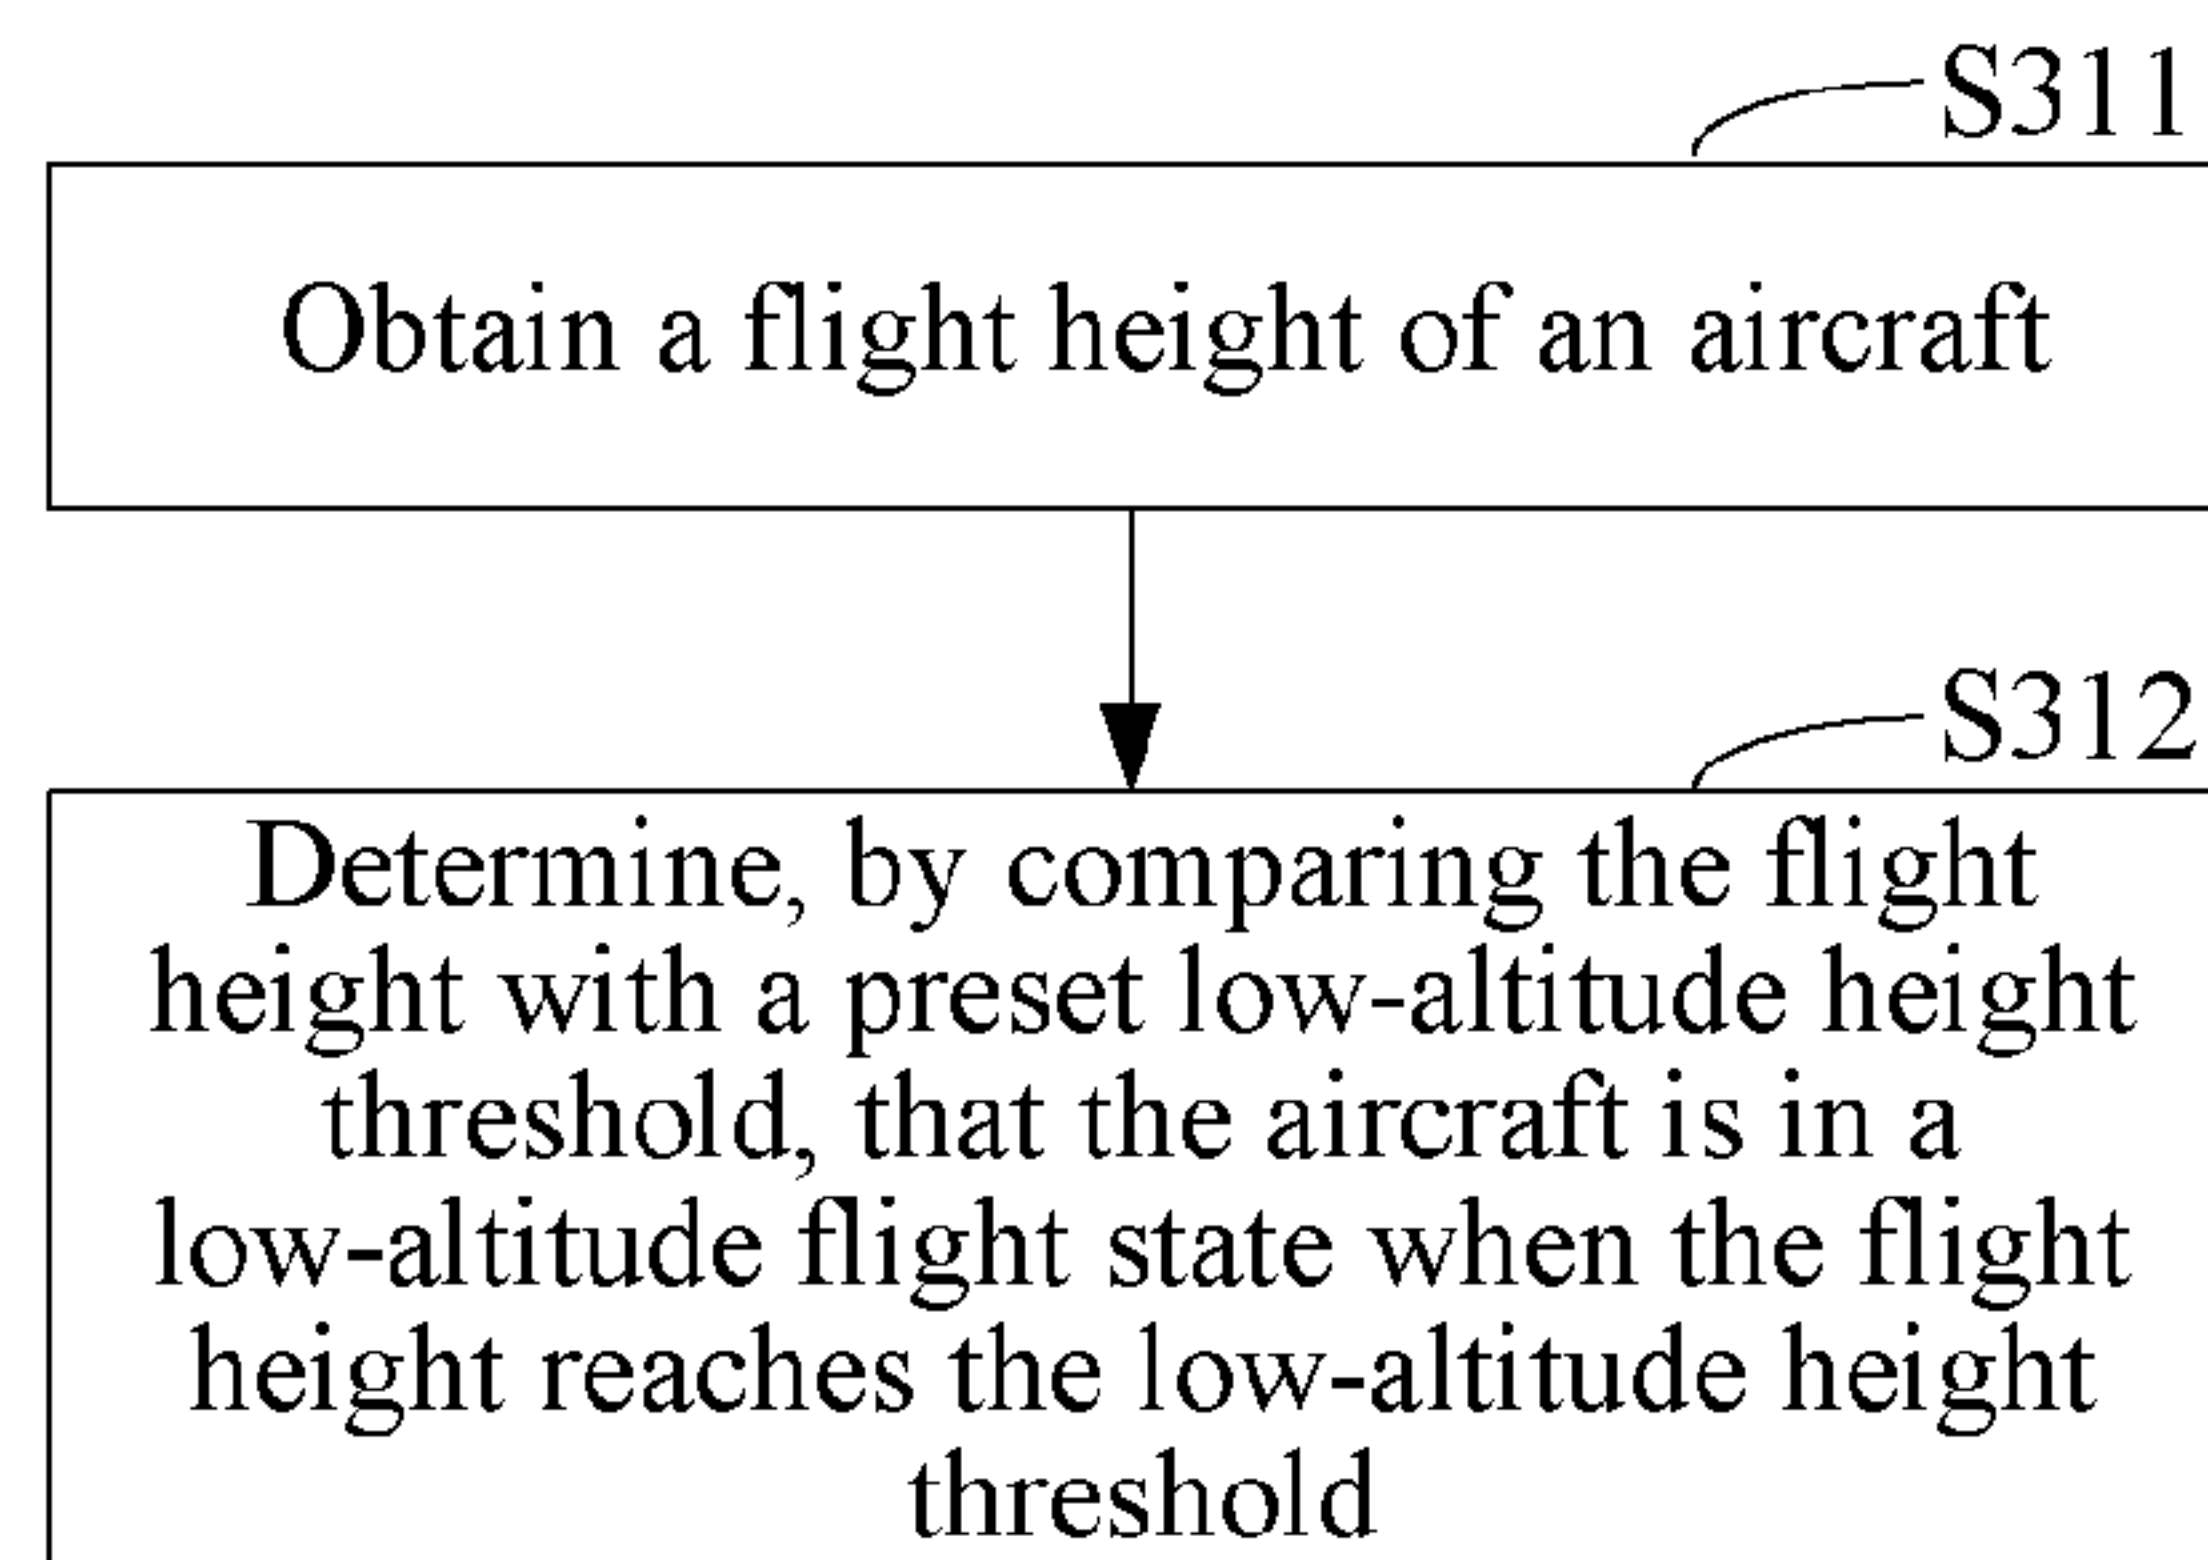 S311
Obtain a flight height of an aircraft
S312
Determine, by comparing the flight
height with a preset low-altitude height
threshold, that the aircraft is in a
low-altitude flight state when the flight
height reaches the low-altitude height
threshold